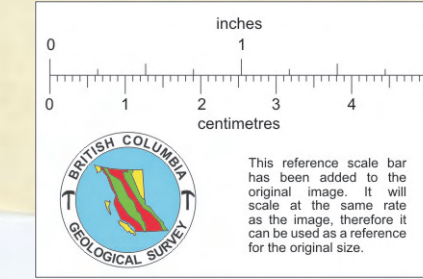 inches
0 1
0 1 2 3 4
centimetres
BRITISH COLUMBIA
GEOLOGICAL SURVEY
This reference scale bar
has been added to the
original image. It will
scale at the same rate
as the image, therefore it
can be used as a reference
for the original size.